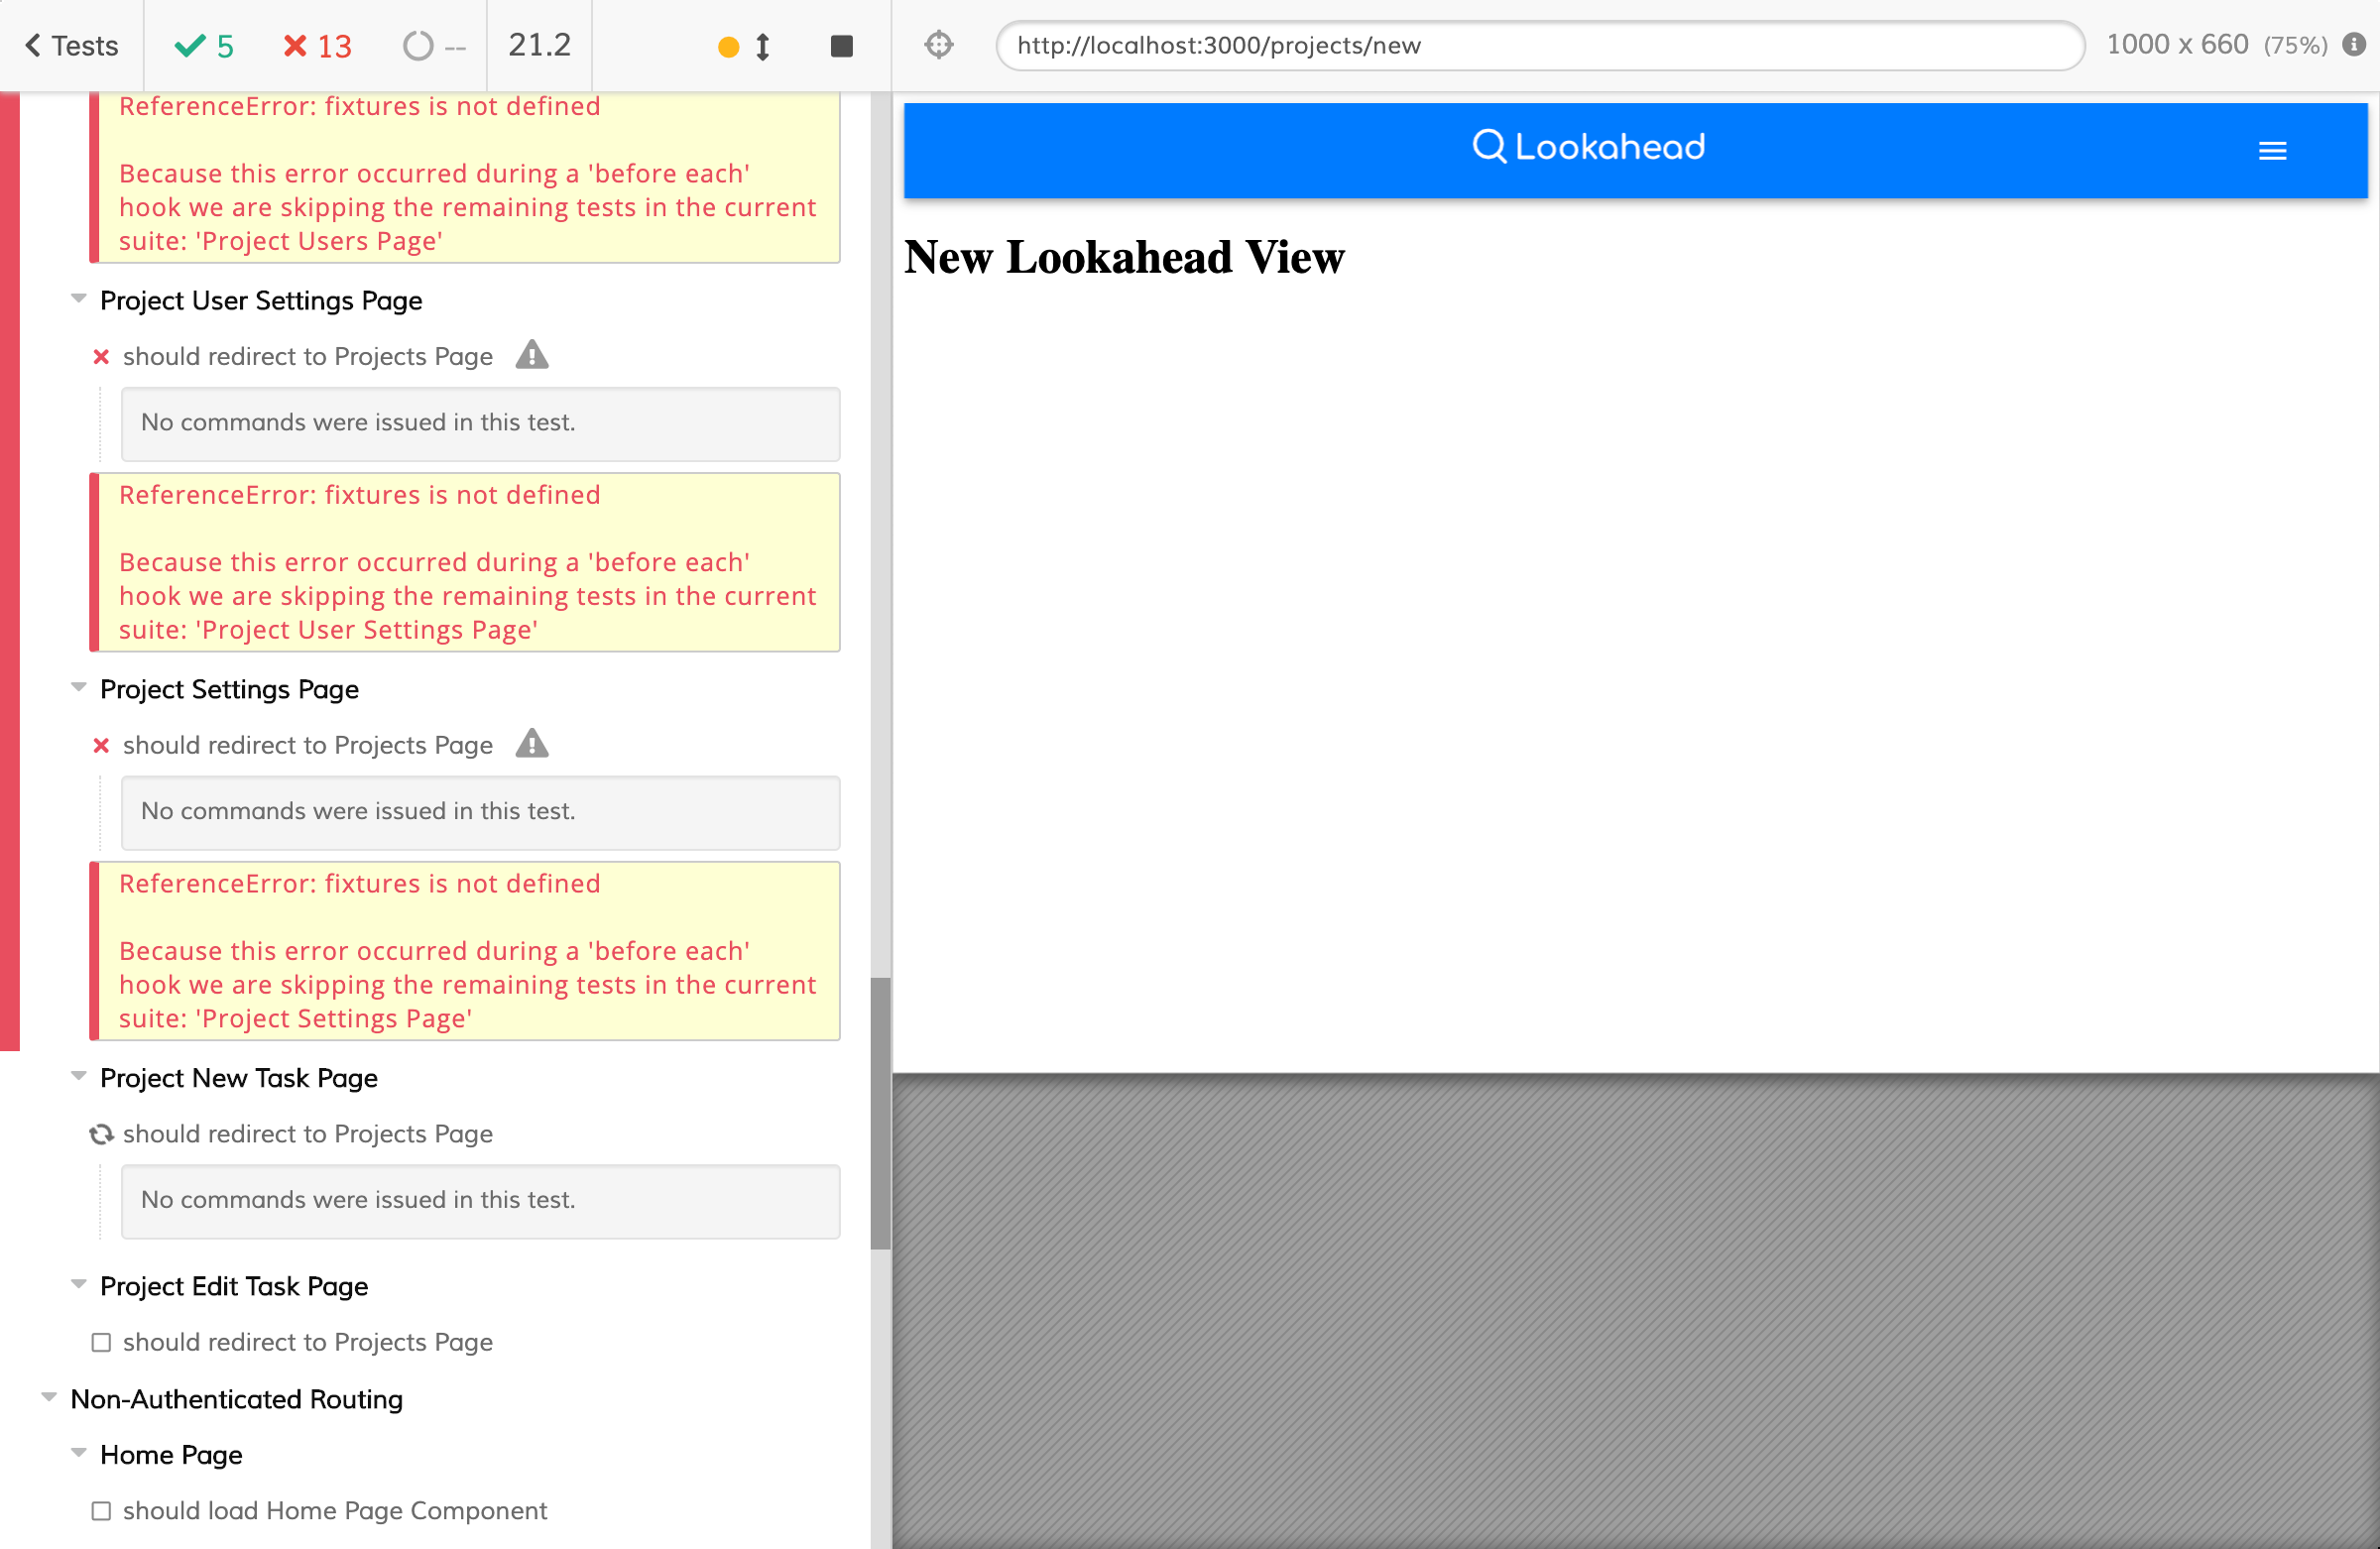 Tests
5
13
--
21.2
http://localhost:3000/projects/new
1000 x 660 (75%)
ReferenceError: fixtures is not defined
Because this error occurred during a 'before each'
hook we are skipping the remaining tests in the current
suite: 'Project Users Page'
Project User Settings Page
should redirect to Projects Page
No commands were issued in this test.
ReferenceError: fixtures is not defined
Because this error occurred during a 'before each'
hook we are skipping the remaining tests in the current
suite: 'Project User Settings Page'
Project Settings Page
should redirect to Projects Page
No commands were issued in this test.
ReferenceError: fixtures is not defined
Because this error occurred during a 'before each'
hook we are skipping the remaining tests in the current
suite: 'Project Settings Page'
Project New Task Page
should redirect to Projects Page
No commands were issued in this test.
Project Edit Task Page
should redirect to Projects Page
Non-Authenticated Routing
Home Page
should load Home Page Component
Lookahead
New Lookahead View